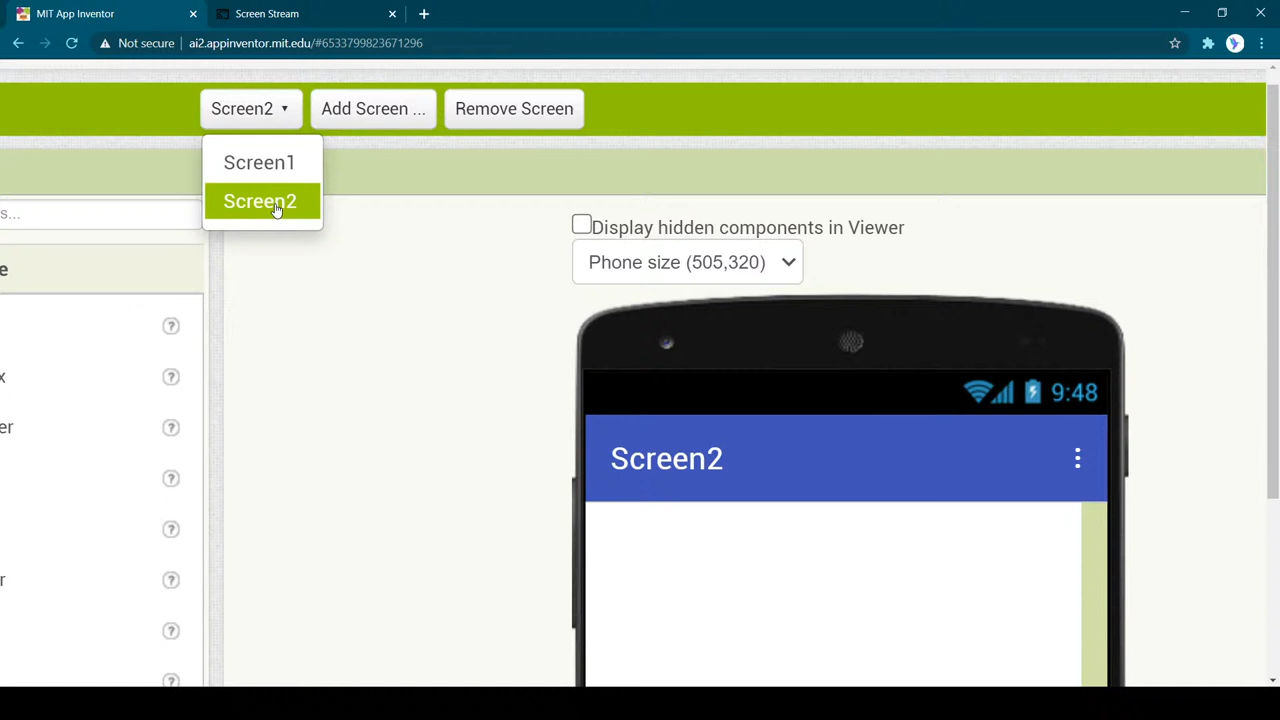 MIT App Inventor
Screen Stream
Not secure
ai2.appinventor.mit.edu/#6533799823671296
Screen2
Add Screen ...
Remove Screen
Screen1
Screen2
s...
Display hidden components in Viewer
Phone size (505,320)
e
x
er
r
9:48
Screen2